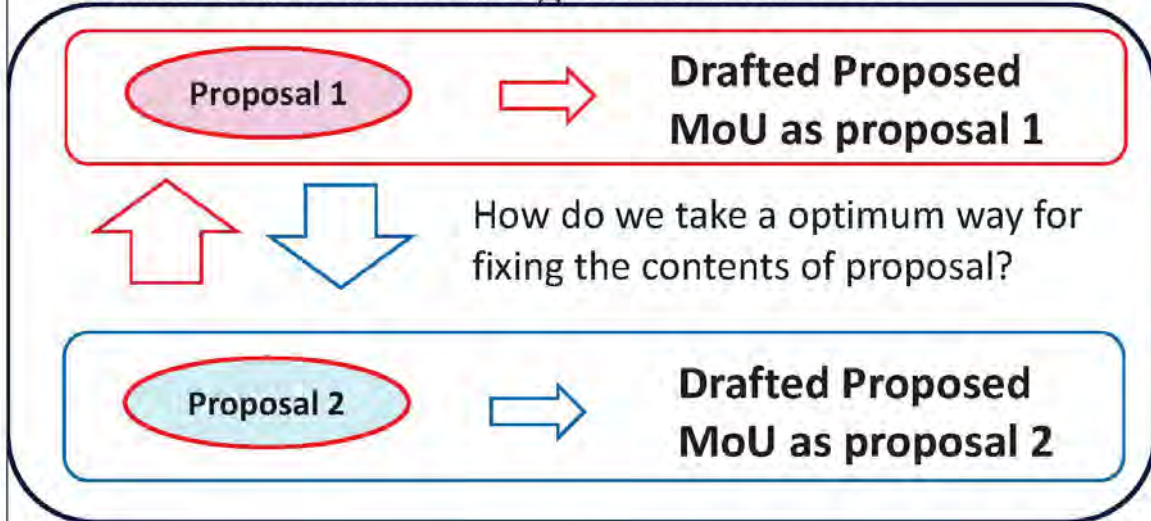 Proposal 1
Drafted Proposed
MoU as proposal 1
How do we take a optimum way for
fixing the contents of proposal?
Proposal 2
Drafted Proposed
MoU as proposal 2